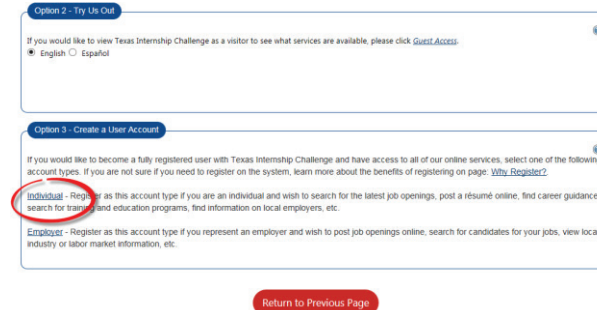 Option 2 - Try Us Out
If you would like to view Texas Internship Challenge as a visitor to see what services are available, please click Guest Access.
English Español
Option 3 - Create a User Account
If you would like to become a fully registered user with Texas Internship Challenge and have access to all of our online services, select one of the followin
account types. If you are not sure if you need to register on the system, learn more about the benefits of registering on page: Why Register?.
Individual - Register as this account type if you are an individual and wish to search for the latest job openings, post a résumé online, find career guidance
search for training and education programs, find information on local employers, etc.
Employer - Register as this account type if you represent an employer and wish to post job openings online, search for candidates for your jobs, view loca
industry or labor market information, etc.
Return to Previous Page